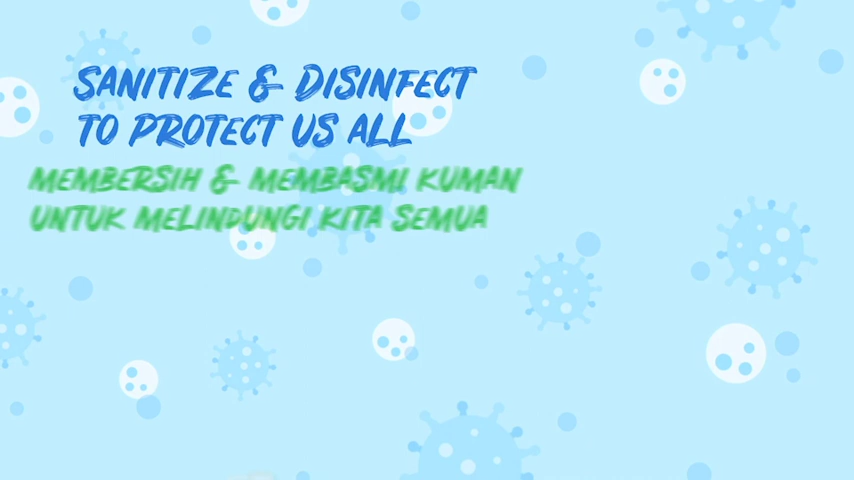 SANITIZE & DISINFECT
TO PROTECT US ALL
MEMBERSIH & MEMBASMI KUMAN
UNTUK MELINDUNGI KITA SEMUA